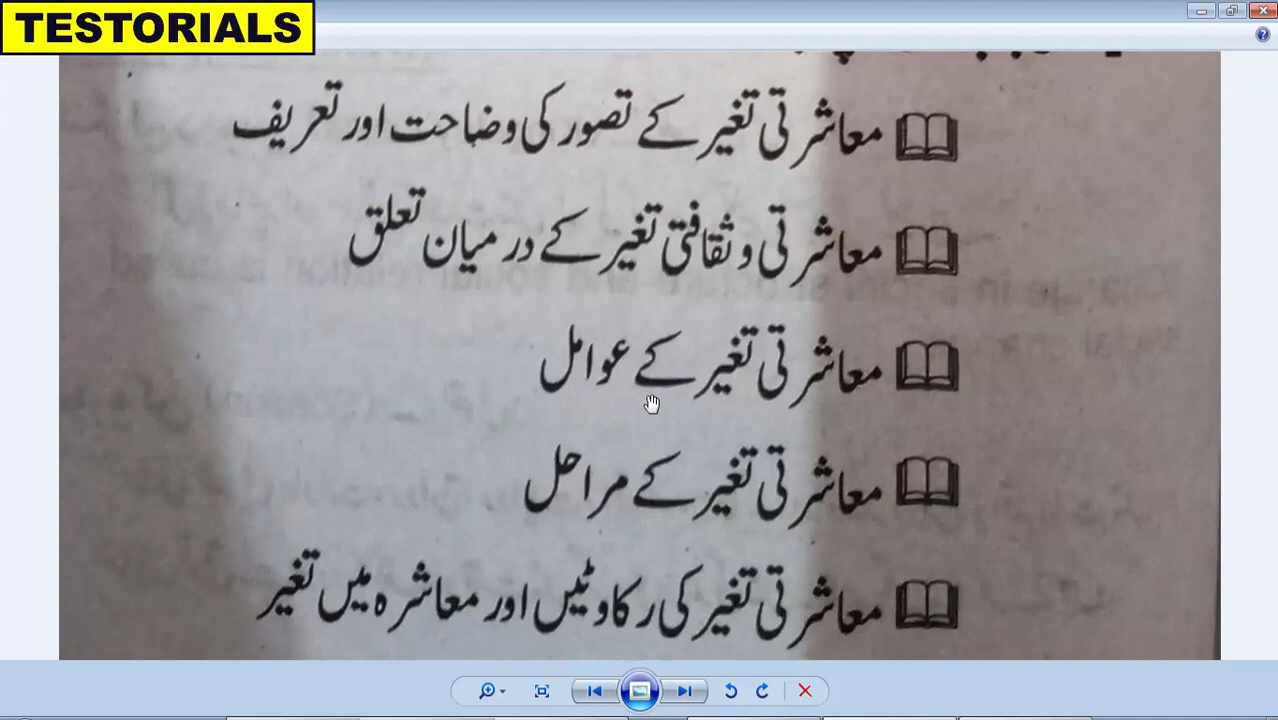 TESTORIALS
معاشرتی تغیر کے تصور کی وضاحت اور تعریف
معاشرتی و ثقافتی تغیر کے درمیان تعلق
معاشرتی تغیر کے عوامل
معاشرتی تغیر کے مراحل
معاشرتی تغیر کی رکاوٹیں اور معاشرہ میں تغیر